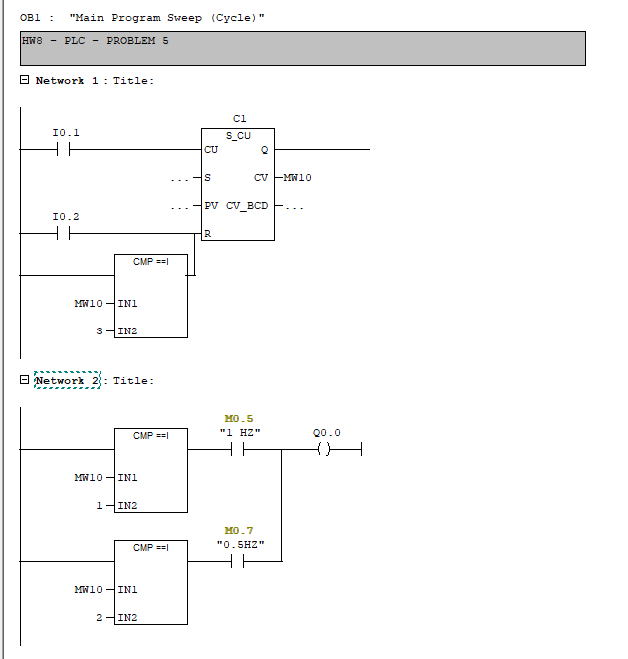 OB1 : "Main Program Sweep (Cycle)"
HW8 - PLC - PROBLEM 5
Network 1: Title:
C1
I0.1 S_CU
CU Q
... S CV MW10
... PV CV_BCD ...
I0.2
R
CMP ==I
MW10 IN1
3 IN2
Network 2: Title:
M0.5
CMP ==I "1 HZ" Q0.0
MW10 IN1
1 IN2
M0.7
CMP ==I "0.5HZ"
MW10 IN1
2 IN2